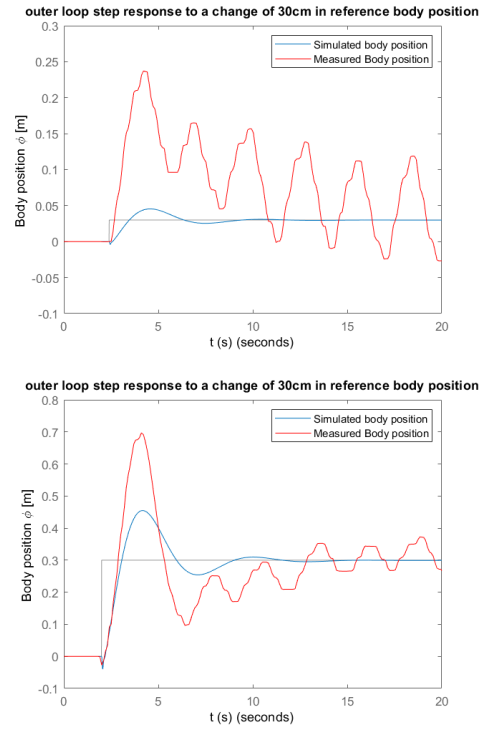 outer loop step response to a change of 30cm in reference body position
0.3
0.25
0.2
0.15
0.1
0.05
0
-0.05
-0.1
Body position ϕ [m]
Simulated body position
Measured Body position
0 5 10 15 20
t (s) (seconds)
outer loop step response to a change of 30cm in reference body position
0.8
0.7
0.6
0.5
0.4
0.3
0.2
0.1
0
-0.1
Body position ϕ [m]
Simulated body position
Measured Body position
0 5 10 15 20
t (s) (seconds)